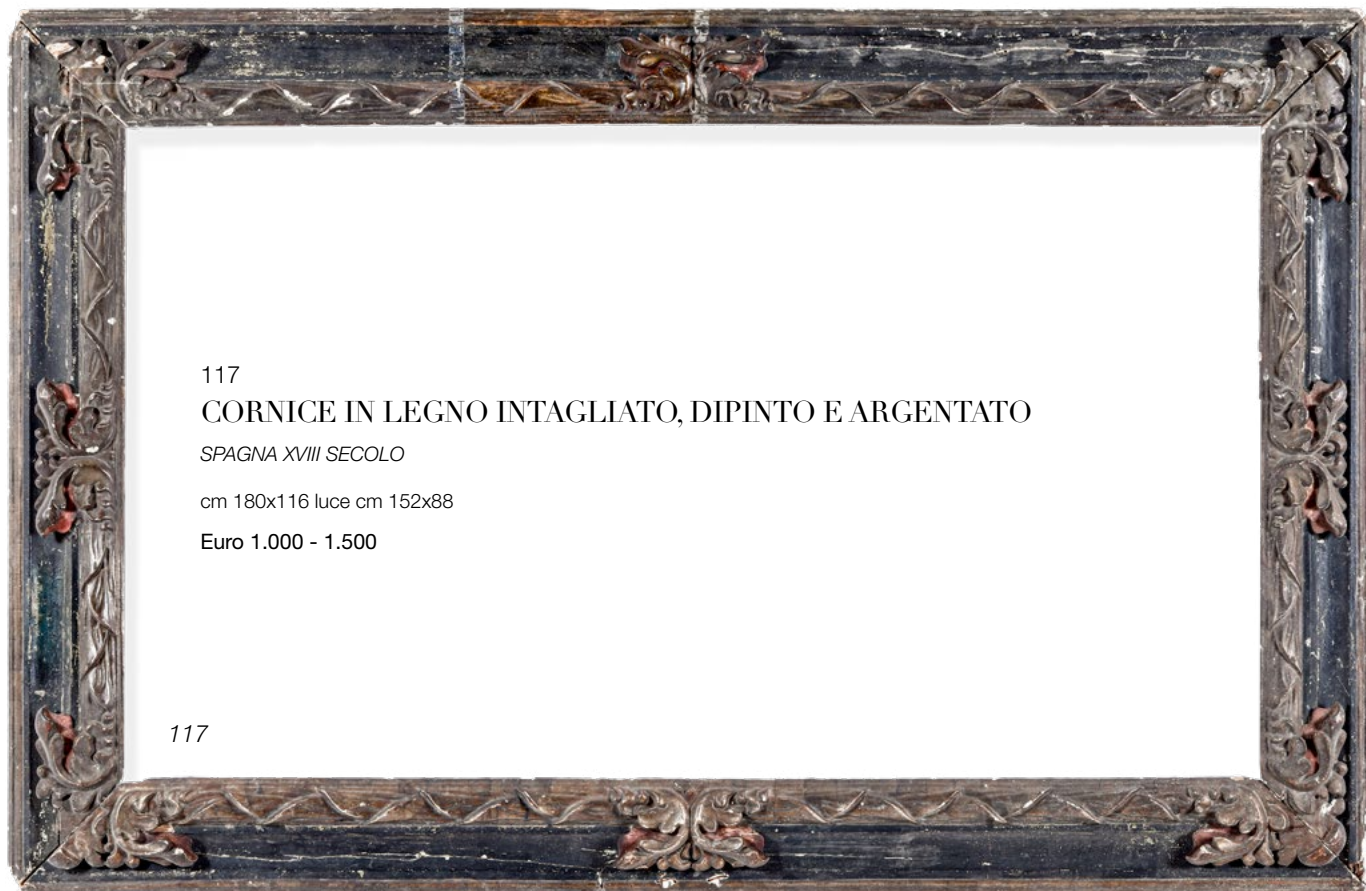 117
CORNICE IN LEGNO INTAGLIATO, DIPINTO E ARGENTATO
SPAGNA XVIII SECOLO
cm 180x116 luce cm 152x88
Euro 1.000 - 1.500
117